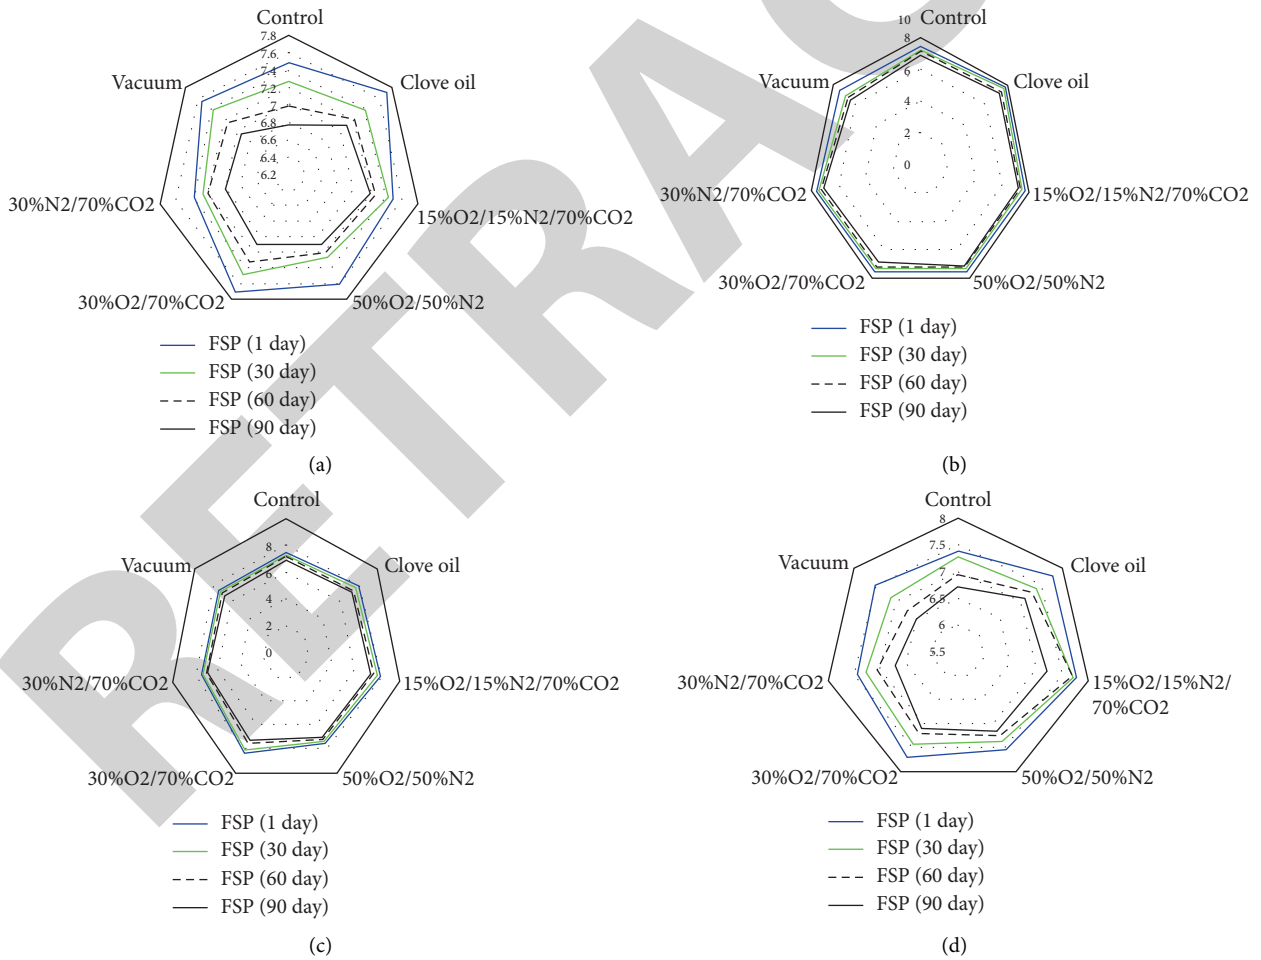 Control
7.8
7.6
7.4
7.2
7
6.8
6.6
6.4
6.2
Vacuum
Clove oil
30%N2/70%CO2
15%O2/15%N2/70%CO2
30%O2/70%CO2
50%O2/50%N2
FSP (1 day)
FSP (30 day)
FSP (60 day)
FSP (90 day)
(a)
10 Control
8
6
4
2
0
Vacuum
Clove oil
30%N2/70%CO2
15%O2/15%N2/70%CO2
30%O2/70%CO2
50%O2/50%N2
FSP (1 day)
FSP (30 day)
FSP (60 day)
FSP (90 day)
(b)
Control
8
6
4
2
0
Vacuum
Clove oil
30%N2/70%CO2
15%O2/15%N2/70%CO2
30%O2/70%CO2
50%O2/50%N2
FSP (1 day)
FSP (30 day)
FSP (60 day)
FSP (90 day)
(c)
Control
8
7.5
7
6.5
6
5.5
Vacuum
Clove oil
30%N2/70%CO2
15%O2/15%N2/
70%CO2
30%O2/70%CO2
50%O2/50%N2
FSP (1 day)
FSP (30 day)
FSP (60 day)
FSP (90 day)
(d)
RETRAC